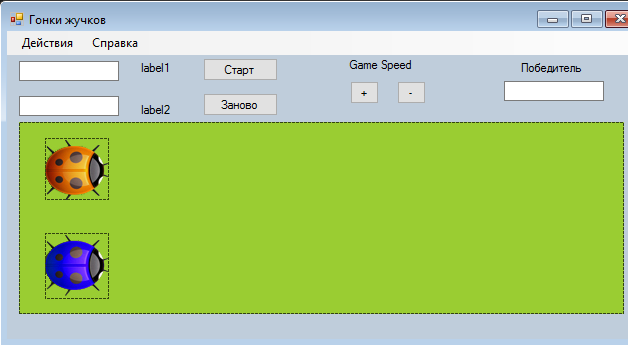 Гонки жучков
Действия Справка
label1 Старт Game Speed Победитель
+ -
label2 Заново